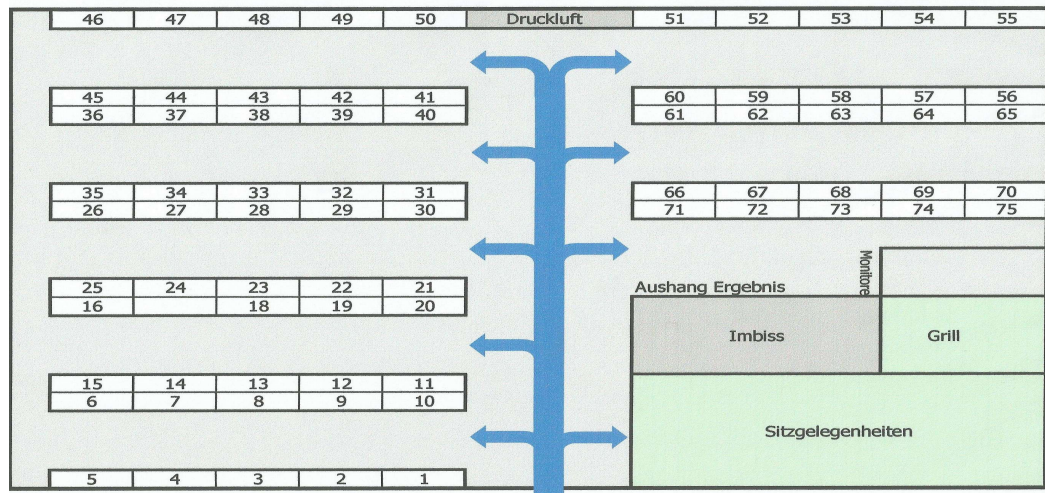 46 47 48 49 50 Druckluft 51 52 53 54 55
45 44 43 42 41 60 59 58 57 56
36 37 38 39 40 61 62 63 64 65
35 34 33 32 31 66 67 68 69 70
26 27 28 29 30 71 72 73 74 75
Monitore
25 24 23 22 21 Aushang Ergebnis
16 18 19 20
Imbiss Grill
15 14 13 12 11
6 7 8 9 10
Sitzgelegenheiten
5 4 3 2 1